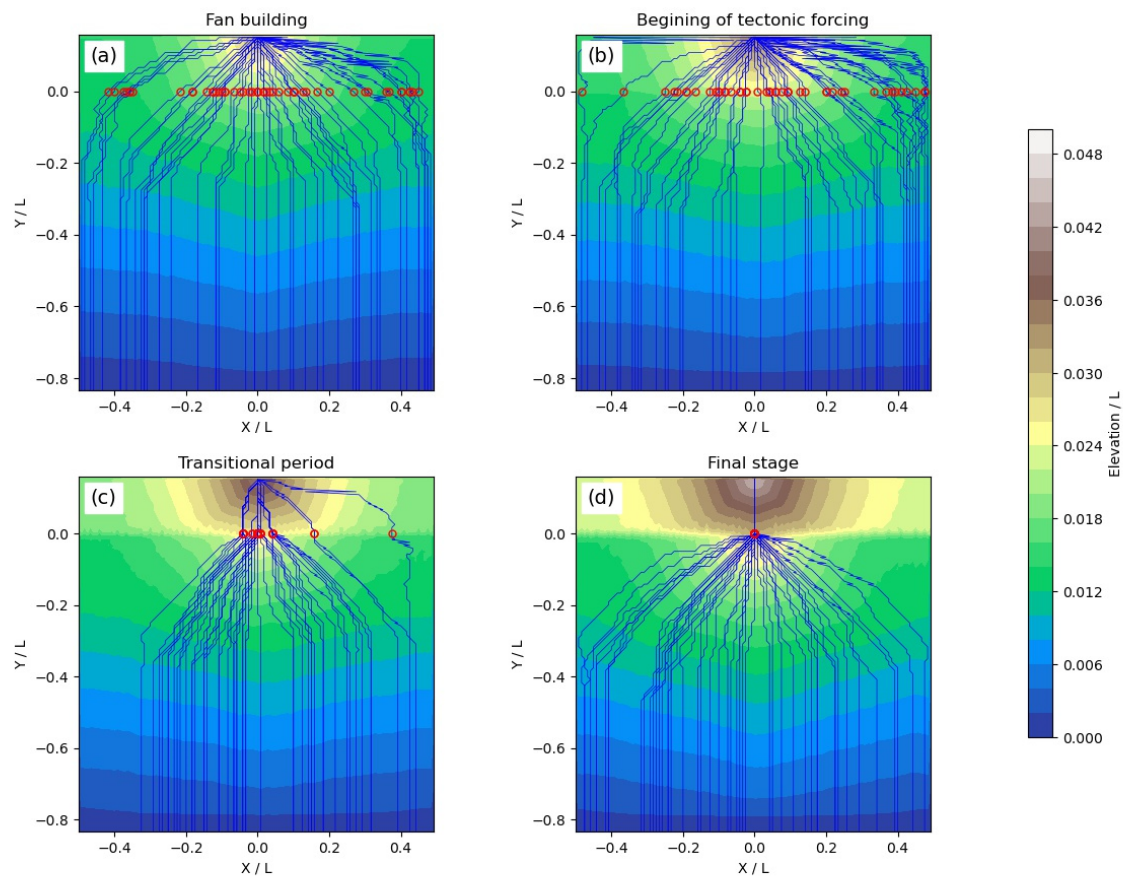 Fan building
Begining of tectonic forcing
(a)
(b)
0.0
−0.2
−0.4
−0.6
−0.8
Y / L
−0.4 −0.2 0.0 0.2 0.4
X / L
0.0
−0.2
−0.4
−0.6
−0.8
Y / L
−0.4 −0.2 0.0 0.2 0.4
X / L
Transitional period
Final stage
(c)
(d)
0.0
−0.2
−0.4
−0.6
−0.8
Y / L
−0.4 −0.2 0.0 0.2 0.4
X / L
0.0
−0.2
−0.4
−0.6
−0.8
Y / L
−0.4 −0.2 0.0 0.2 0.4
X / L
0.048
0.042
0.036
0.030
0.024
0.018
0.012
0.006
0.000
Elevation / L